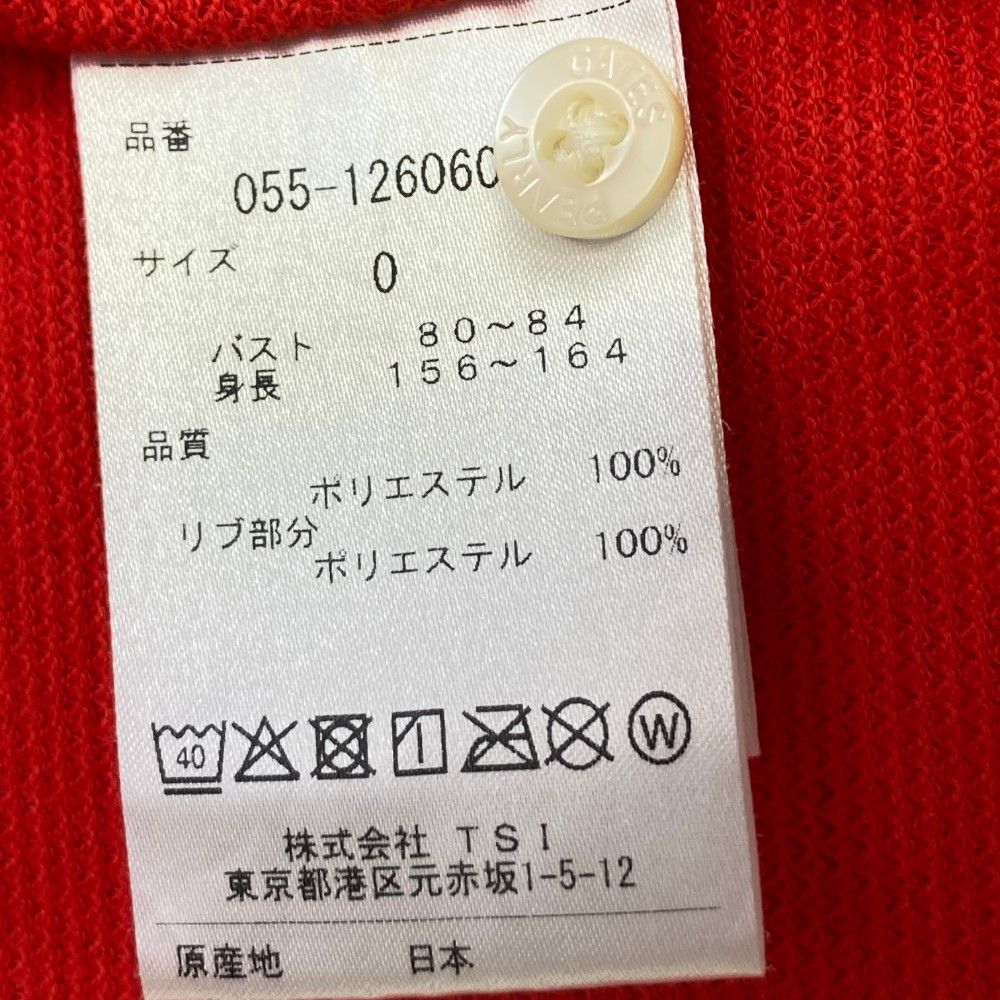 品番
055-126060
PEARLY GATES
サイズ 0
バスト 80～84
身長 156～164
品質
ポリエステル 100%
リブ部分
ポリエステル 100%
40
W
株式会社 TSI
東京都港区元赤坂1-5-12
原産地 日本